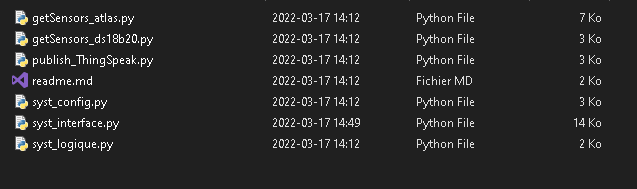 getSensors_atlas.py 2022-03-17 14:12 Python File 7 Ko
getSensors_ds18b20.py 2022-03-17 14:12 Python File 3 Ko
publish_ThingSpeak.py 2022-03-17 14:12 Python File 3 Ko
readme.md 2022-03-17 14:12 Fichier MD 2 Ko
syst_config.py 2022-03-17 14:12 Python File 3 Ko
syst_interface.py 2022-03-17 14:49 Python File 14 Ko
syst_logique.py 2022-03-17 14:12 Python File 2 Ko